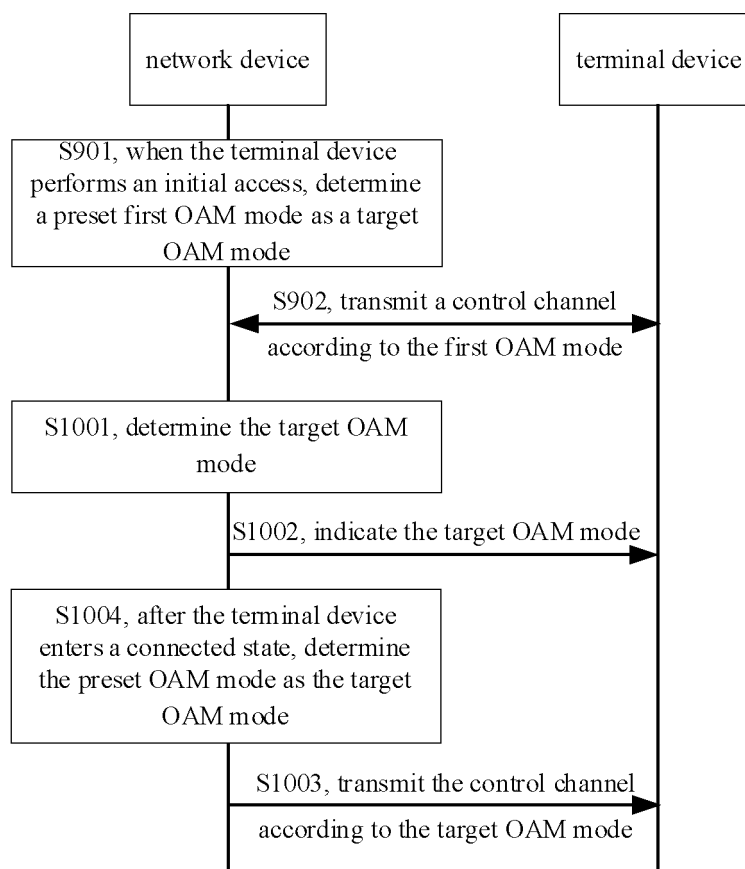 network device
terminal device
S901, when the terminal device
performs an initial access, determine
a preset first OAM mode as a target
OAM mode
S902, transmit a control channel
according to the first OAM mode
S1001, determine the target OAM
mode
S1002, indicate the target OAM mode
S1004, after the terminal device
enters a connected state, determine
the preset OAM mode as the target
OAM mode
S1003, transmit the control channel
according to the target OAM mode